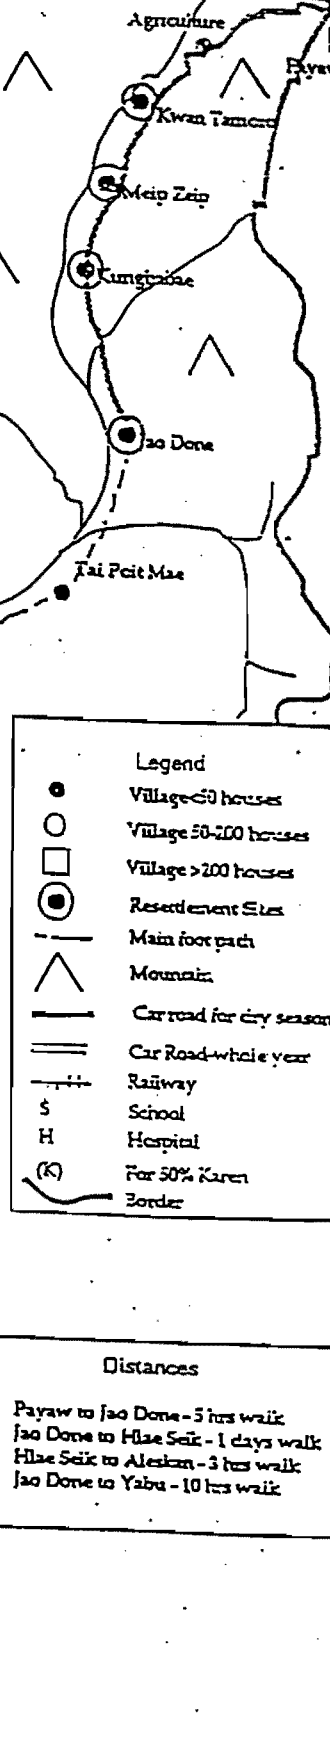 Agriculture
Payaw
Kwan Tamoro
Meip Zeip
Jao Done
Tai Poit Mae
Legend
Village<50 houses
Village 50-200 houses
Village >200 houses
Resettlement Sites
Main foot path
Mountain
Car road for dry season
Car Road-whole year
Railway
$ School
H Hospital
(K) For 50% Karen
Border
Distances
Payaw to Jao Done - 5 hrs walk
Jao Done to Hlae Seik - 1 days walk
Hlae Seik to Aleskan - 3 hrs walk
Jao Done to Yabu - 10 hrs walk